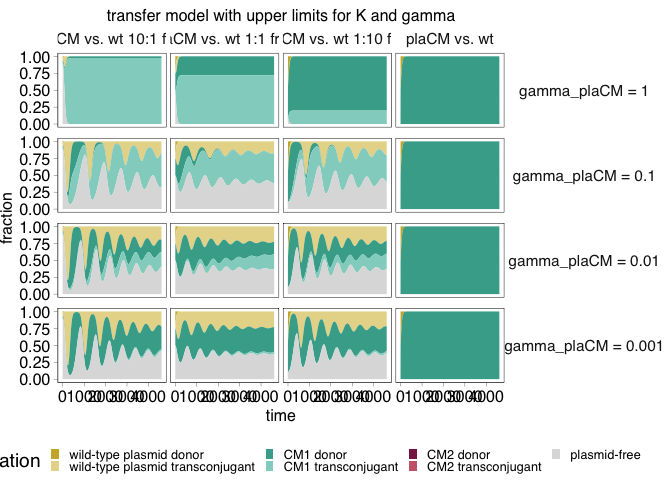 transfer model with upper limits for K and gamma
CM vs. wt 10:1 CM vs. wt 1:1 fr CM vs. wt 1:10 f plaCM vs. wt
1.00
0.75
0.50
0.25
0.00
gamma_plaCM = 1
1.00
0.75
0.50
0.25
0.00
gamma_plaCM = 0.1
1.00
0.75
0.50
0.25
0.00
gamma_plaCM = 0.01
1.00
0.75
0.50
0.25
0.00
gamma_plaCM = 0.001
fraction
time
ation
wild-type plasmid donor CM1 donor CM2 donor plasmid-free
wild-type plasmid transconjugant CM1 transconjugant CM2 transconjugant